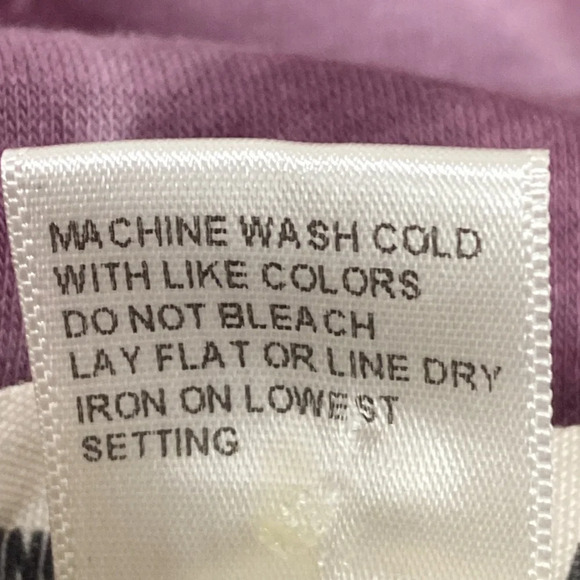 MACHINE WASH COLD
WITH LIKE COLORS
DO NOT BLEACH
LAY FLAT OR LINE DRY
IRON ON LOWEST
SETTING